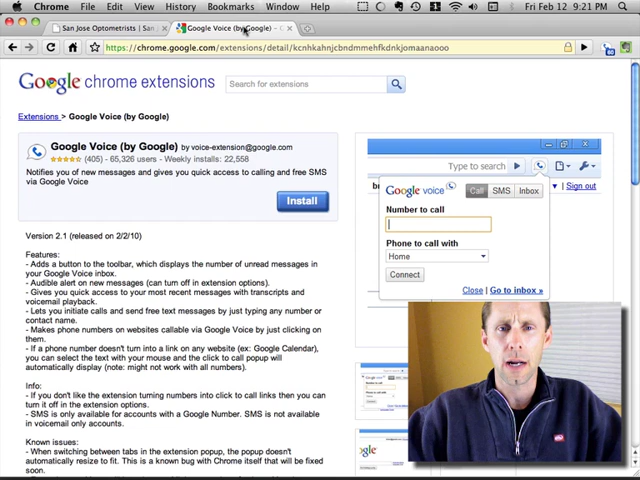 Chrome File Edit View History Bookmarks Window Help Fri Feb 12 9:21 PM
San Jose Optometrists | San
Google Voice (by Google) –
https://chrome.google.com/extensions/detail/kcnhkahnjcbndmmehfkdnkjomaanaooo
Google chrome extensions
Search for extensions
Extensions > Google Voice (by Google)
Google Voice (by Google) by voice-extension@google.com
(405) - 65,326 users - Weekly installs: 22,558
Notifies you of new messages and gives you quick access to calling and free SMS
via Google Voice
Install
Version 2.1 (released on 2/2/10)
Features:
- Adds a button to the toolbar, which displays the number of unread messages in
your Google Voice inbox.
- Audible alert on new messages (can turn off in extension options).
- Gives you quick access to your most recent messages with transcripts and
voicemail playback.
- Lets you initiate calls and send free text messages by just typing any number or
contact name.
- Makes phone numbers on websites callable via Google Voice by just clicking on
them.
- If a phone number doesn't turn into a link on any website (ex: Google Calendar),
you can select the text with your mouse and the click to call popup will
automatically display (note: might not work with all numbers).
Info:
- If you don't like the extension turning numbers into click to call links then you can
turn it off in the extension options.
- SMS is only available for accounts with a Google Number. SMS is not available
in voicemail only accounts.
Known issues:
- When switching between tabs in the extension popup, the popup doesn't
automatically resize to fit. This is a known bug with Chrome itself that will be fixed
soon.
Type to search
Sign out
Google voice
Call SMS Inbox
Number to call
Phone to call with
Home
Connect
Close | Go to inbox »